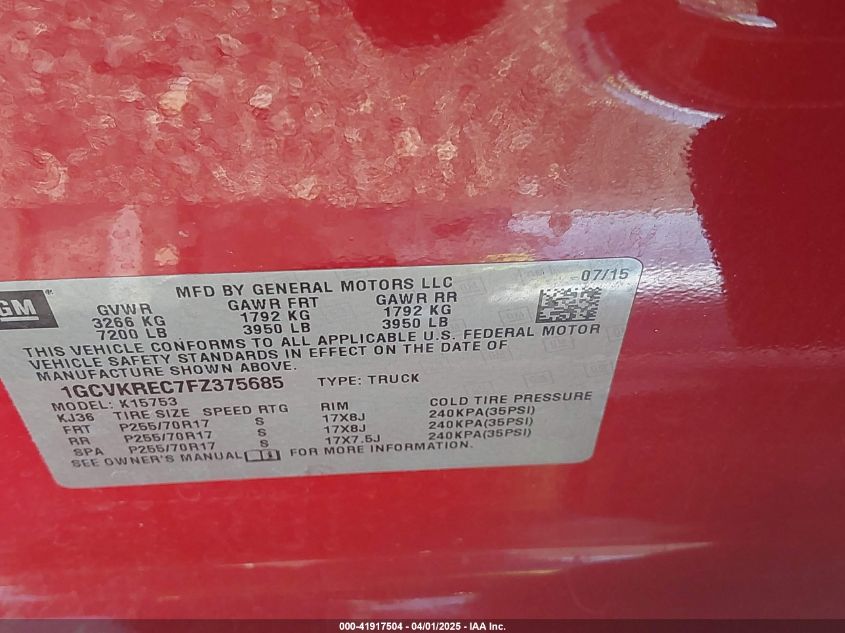 GM
®
MFD BY GENERAL MOTORS LLC
07/15
GVWR GAWR FRT GAWR RR
3266 KG 1792 KG 1792 KG
7200 LB 3950 LB 3950 LB
THIS VEHICLE CONFORMS TO ALL APPLICABLE U.S. FEDERAL MOTOR
VEHICLE SAFETY STANDARDS IN EFFECT ON THE DATE OF
MANUFACTURE SHOWN ABOVE.
1GCVKREC7FZ375685 TYPE: TRUCK
MODEL: K15753
KJ36 TIRE SIZE SPEED RTG RIM COLD TIRE PRESSURE
FRT P255/70R17 S 17X8J 240KPA(35PSI)
RR P255/70R17 S 17X8J 240KPA(35PSI)
SPA P255/70R17 S 17X7.5J 240KPA(35PSI)
SEE OWNER'S MANUAL FOR MORE INFORMATION.
000-41917504 | 04/01/2025 - IAA Inc.